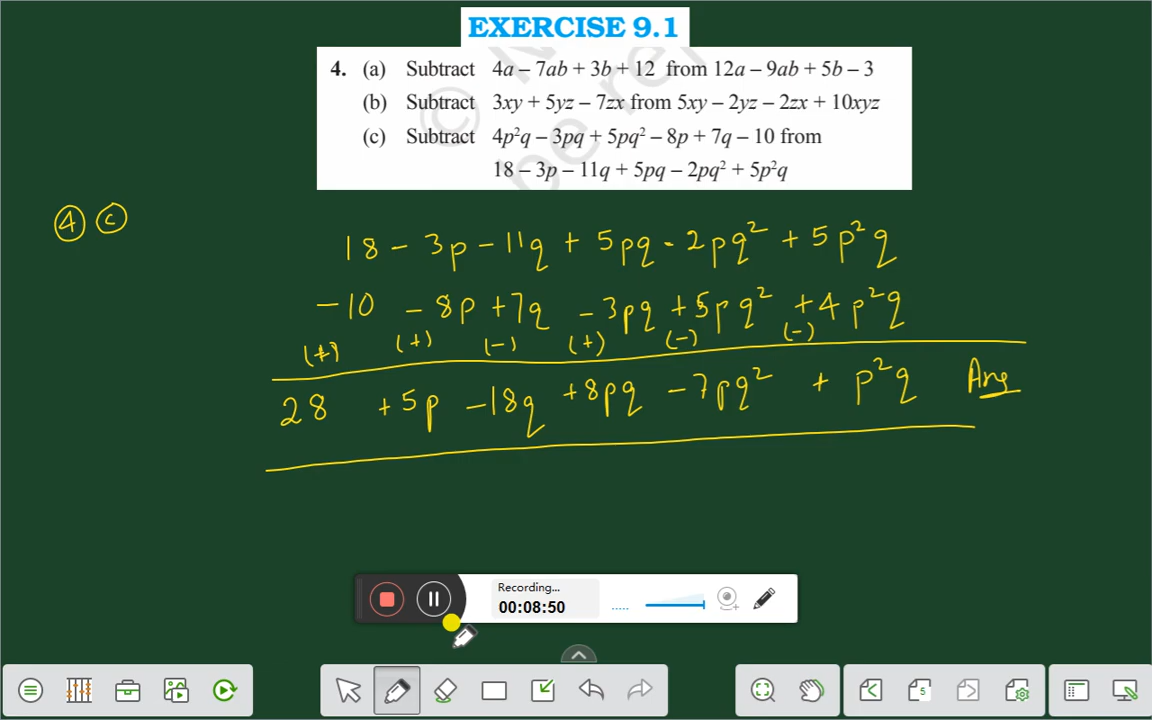 EXERCISE 9.1
4. (a) Subtract 4a – 7ab + 3b + 12 from 12a – 9ab + 5b – 3
(b) Subtract 3xy + 5yz – 7zx from 5xy – 2yz – 2zx + 10xyz
(c) Subtract 4p²q – 3pq + 5pq² – 8p + 7q – 10 from
18 – 3p – 11q + 5pq – 2pq² + 5p²q
④ ⓒ
18 - 3p - 11q + 5pq - 2pq² + 5p²q
-10 - 8p + 7q - 3pq + 5pq² + 4p²q
(+) (+) (-) (+) (-) (-)
28 + 5p - 18q + 8pq - 7pq² + p²q Ans
Recording...
00:08:50
5